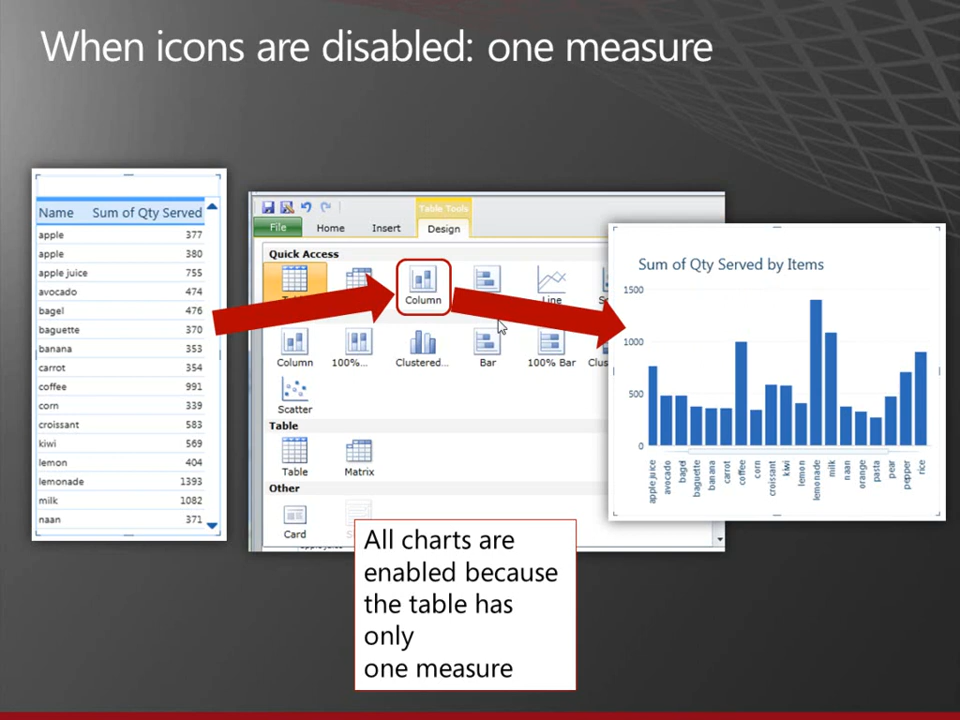 When icons are disabled: one measure
Name Sum of Qty Served
apple 377
apple 380
apple juice 755
avocado 474
bagel 476
baguette 370
banana 353
carrot 354
coffee 991
corn 339
croissant 583
kiwi 569
lemon 404
lemonade 1393
milk 1082
naan 371
Table Tools
File Home Insert Design
Quick Access
Column
Line
Column 100%... Clustered... Bar 100% Bar
Scatter
Table
Table Matrix
Other
Card
All charts are
enabled because
the table has
only
one measure
Sum of Qty Served by Items
1500
1000
500
0
apple juice
avocado
bagel
baguette
banana
carrot
coffee
corn
croissant
kiwi
lemon
lemonade
milk
naan
orange
pasta
pear
pepper
rice